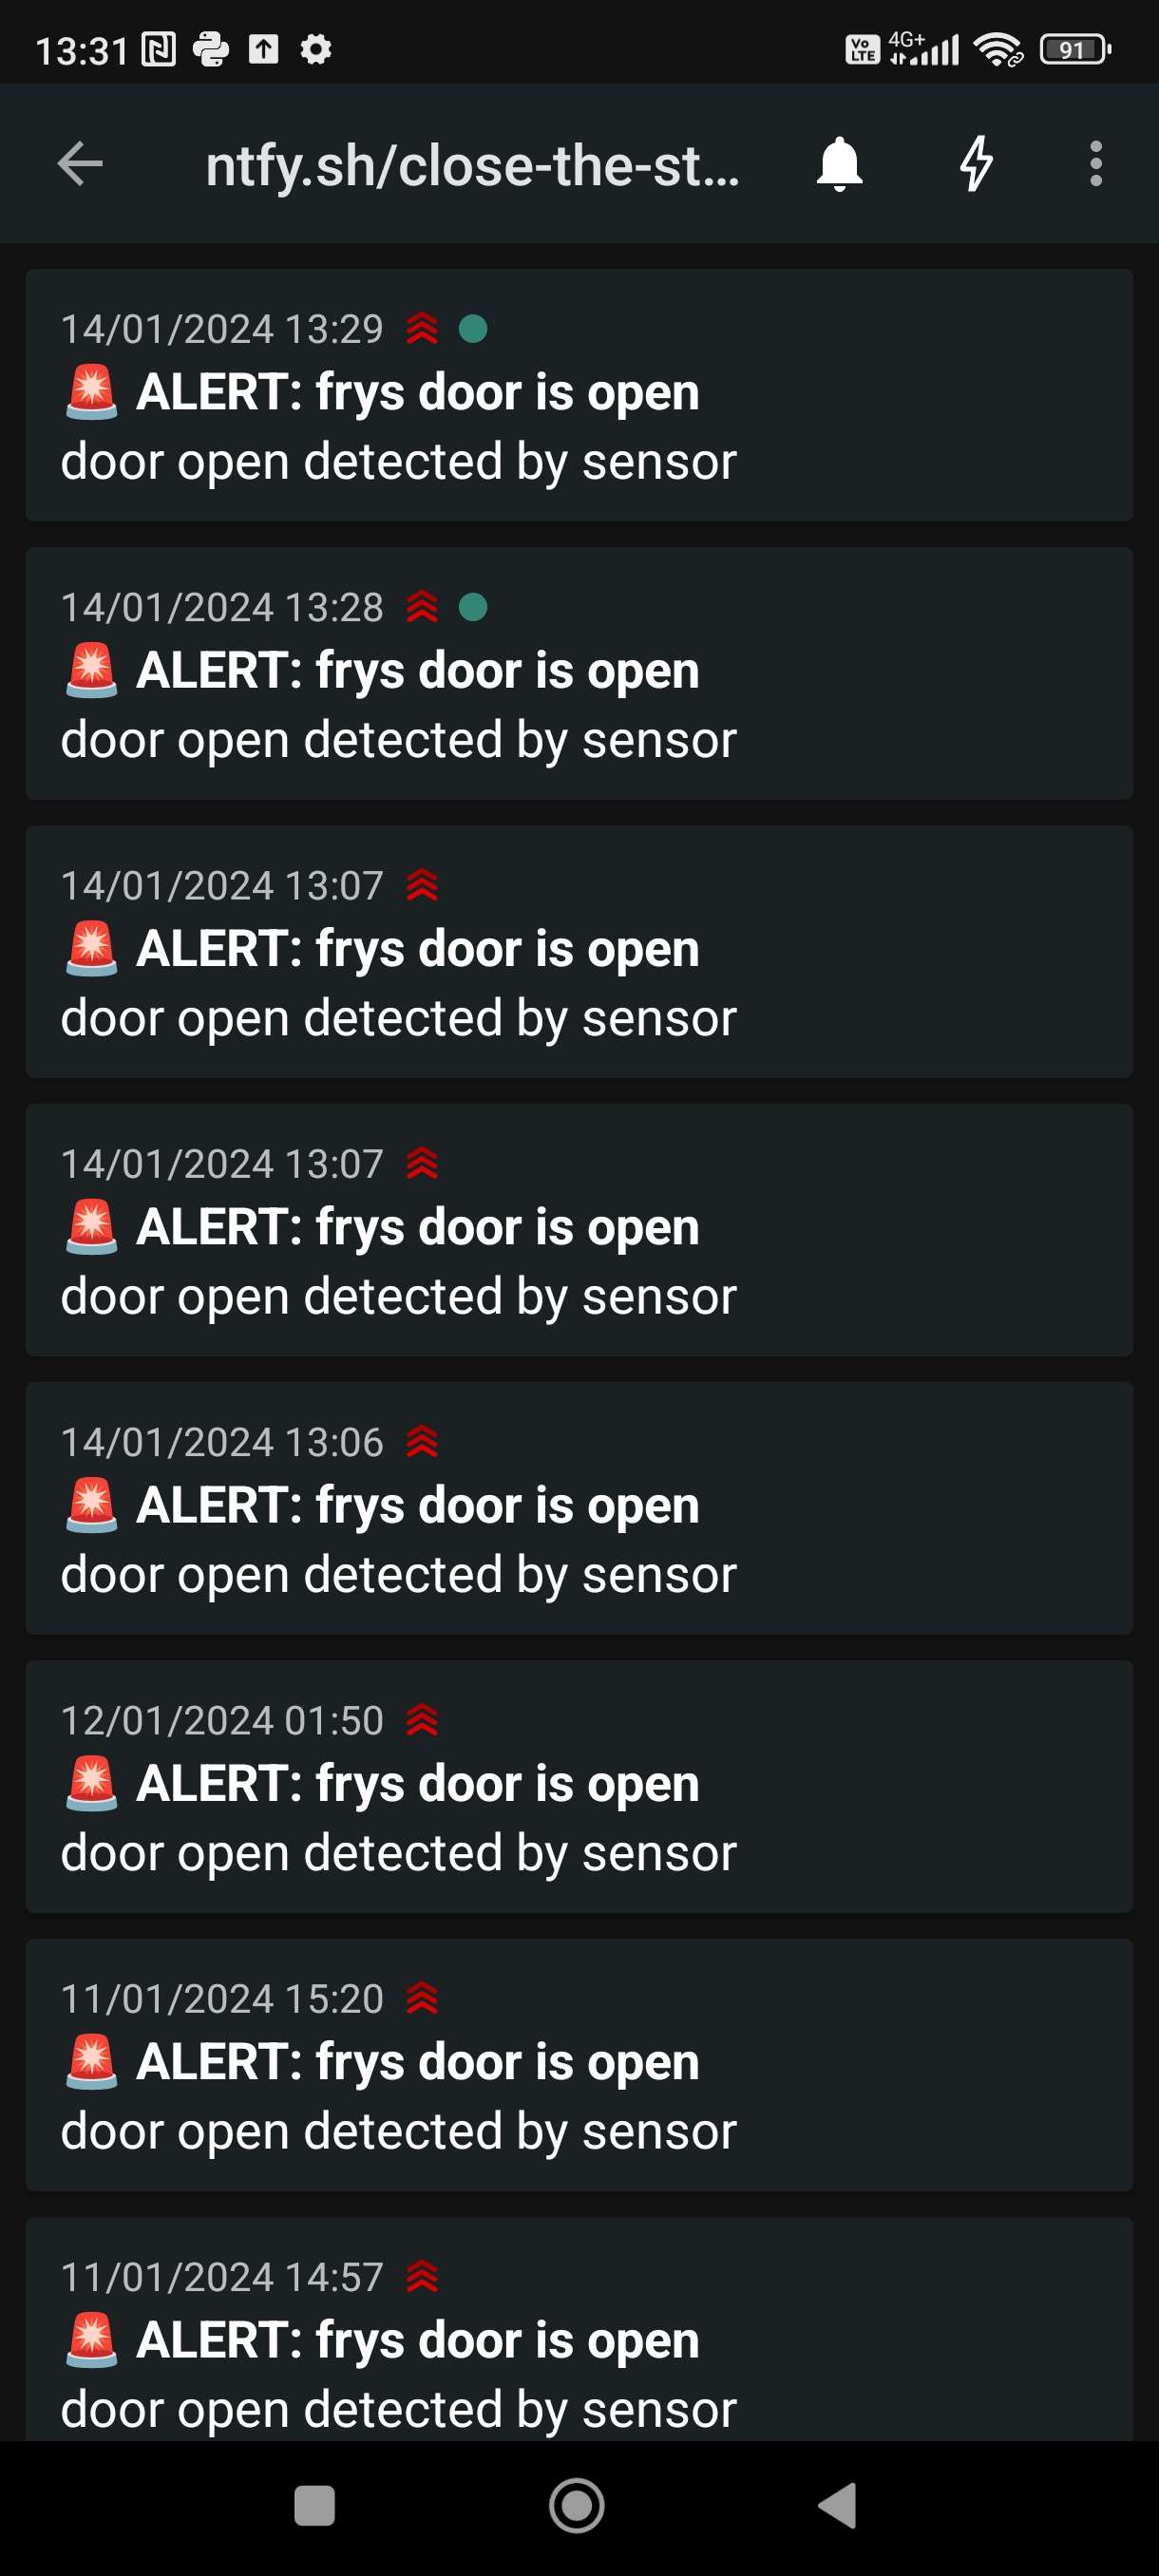 13:31 Vo LTE 4G+ 91
ntfy.sh/close-the-st...
14/01/2024 13:29
🚨 ALERT: frys door is open
door open detected by sensor
14/01/2024 13:28
🚨 ALERT: frys door is open
door open detected by sensor
14/01/2024 13:07
🚨 ALERT: frys door is open
door open detected by sensor
14/01/2024 13:07
🚨 ALERT: frys door is open
door open detected by sensor
14/01/2024 13:06
🚨 ALERT: frys door is open
door open detected by sensor
12/01/2024 01:50
🚨 ALERT: frys door is open
door open detected by sensor
11/01/2024 15:20
🚨 ALERT: frys door is open
door open detected by sensor
11/01/2024 14:57
🚨 ALERT: frys door is open
door open detected by sensor